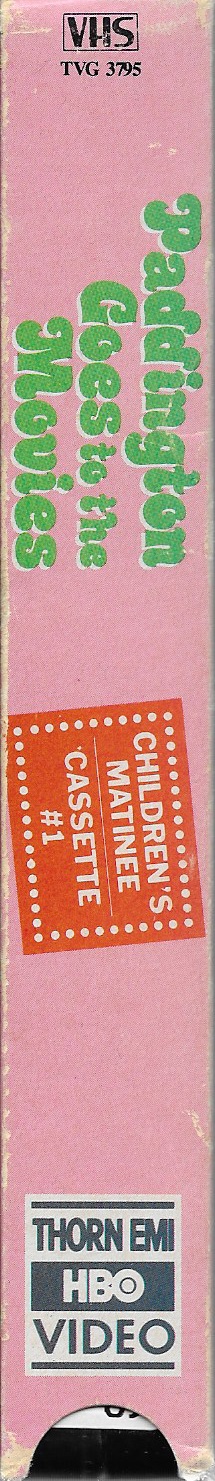 VHS
TVG 3795
Paddington
Goes to the
Movies
CHILDREN'S
MATINEE
CASSETTE
#1
THORN EMI
HBO
VIDEO